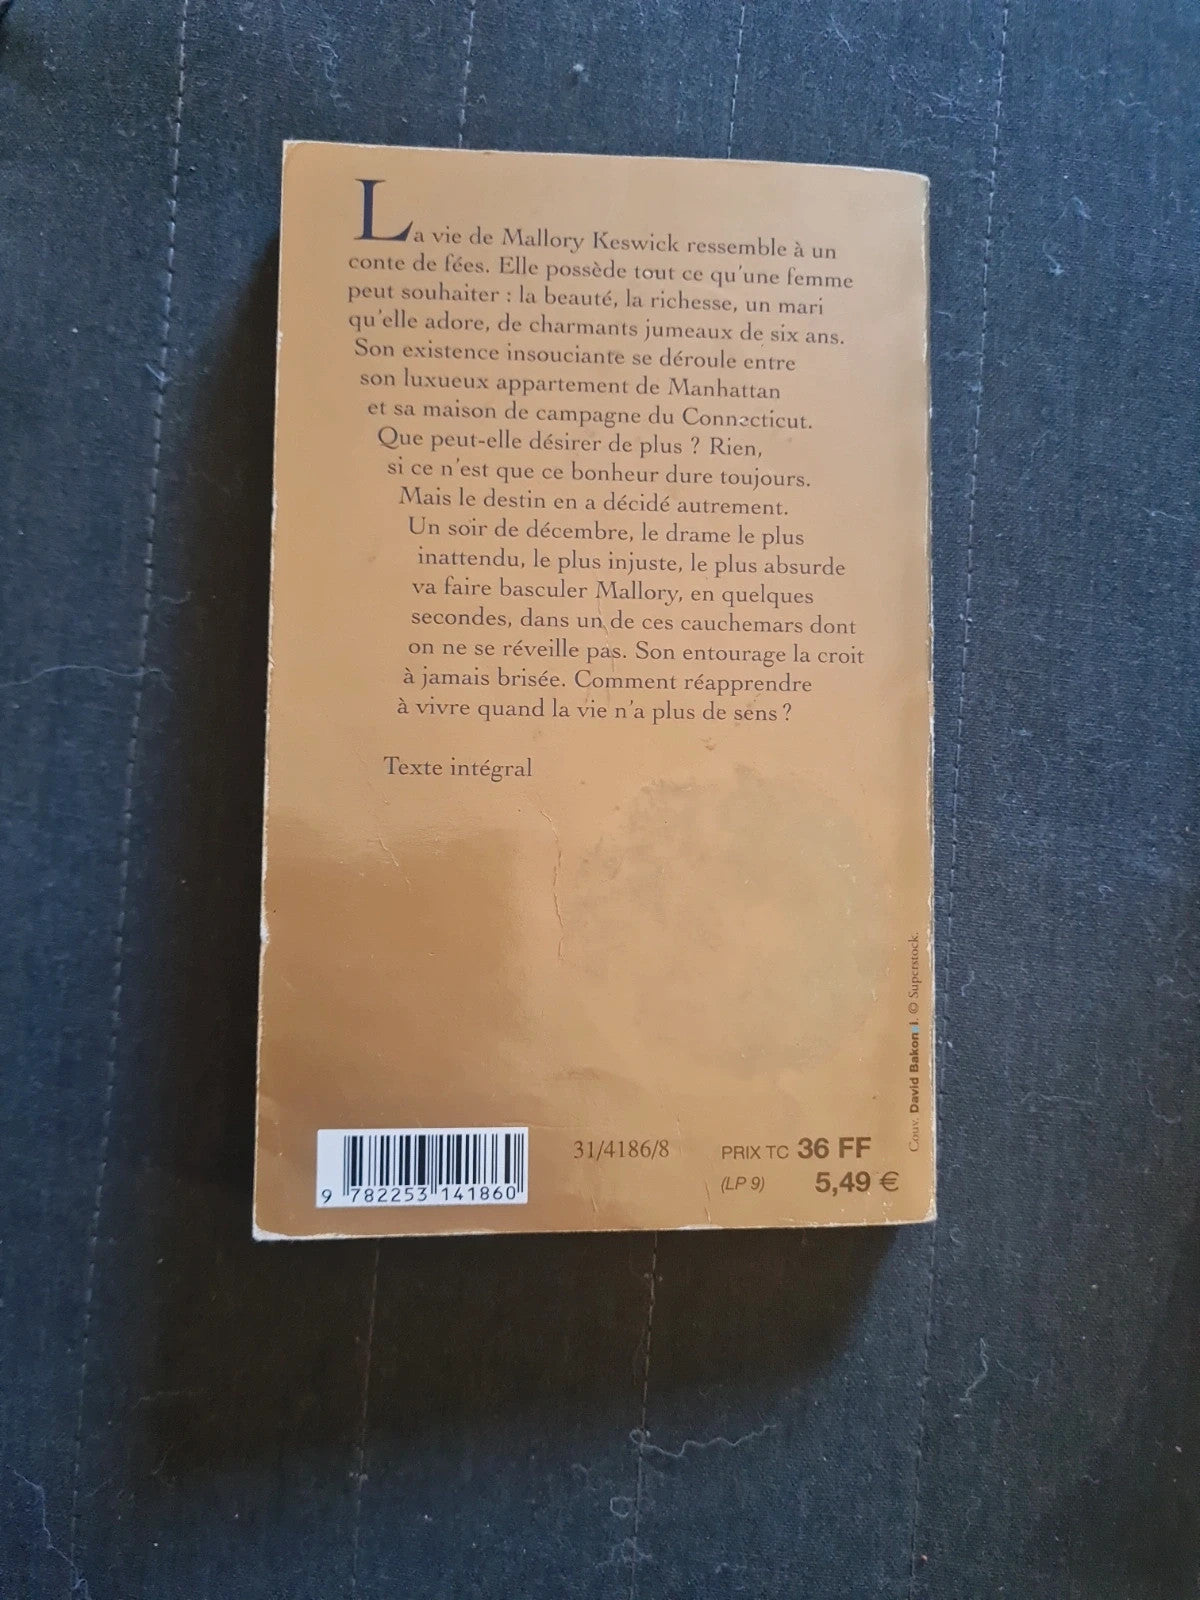 La vie de Mallory Keswick ressemble à un
conte de fées. Elle possède tout ce qu'une femme
peut souhaiter : la beauté, la richesse, un mari
qu'elle adore, de charmants jumeaux de six ans.
Son existence insouciante se déroule entre
son luxueux appartement de Manhattan
et sa maison de campagne du Connecticut.
Que peut-elle désirer de plus ? Rien,
si ce n'est que ce bonheur dure toujours.
Mais le destin en a décidé autrement.
Un soir de décembre, le drame le plus
inattendu, le plus injuste, le plus absurde
va faire basculer Mallory, en quelques
secondes, dans un de ces cauchemars dont
on ne se réveille pas. Son entourage la croit
à jamais brisée. Comment réapprendre
à vivre quand la vie n'a plus de sens ?
Texte intégral
Couv. David © Superstock.
31/4186/8
PRIX TC 36 FF
(LP 9) 5,49 €
9 782253 141860